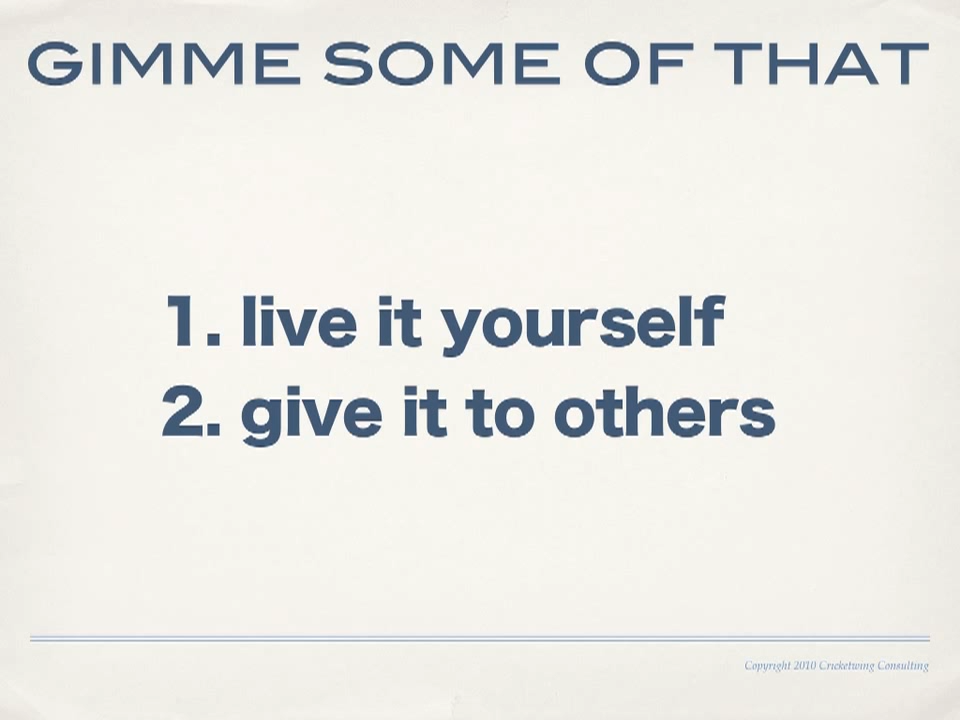 GIMME SOME OF THAT
1. live it yourself
2. give it to others
Copyright 2010 Cricketwing Consulting